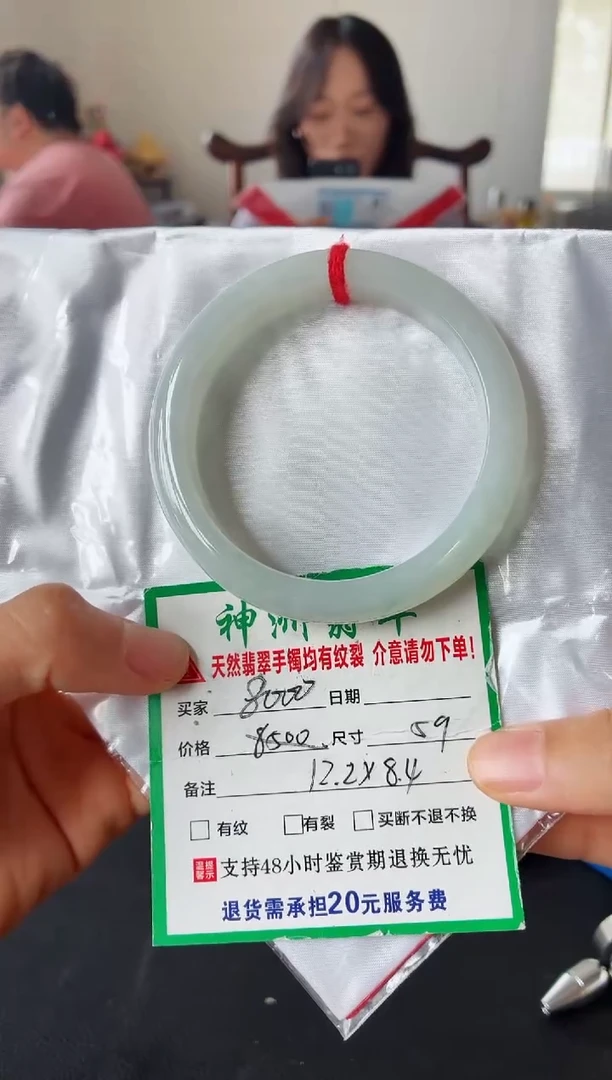 神洲翡翠
天然翡翠手镯均有纹裂 介意请勿下单!
买家 8000 日期
价格 8500 尺寸 59
备注 12.2X8.4
□有纹 □有裂 □买断不退不换
温馨提示 支持48小时鉴赏期退换无忧
退货需承担20元服务费